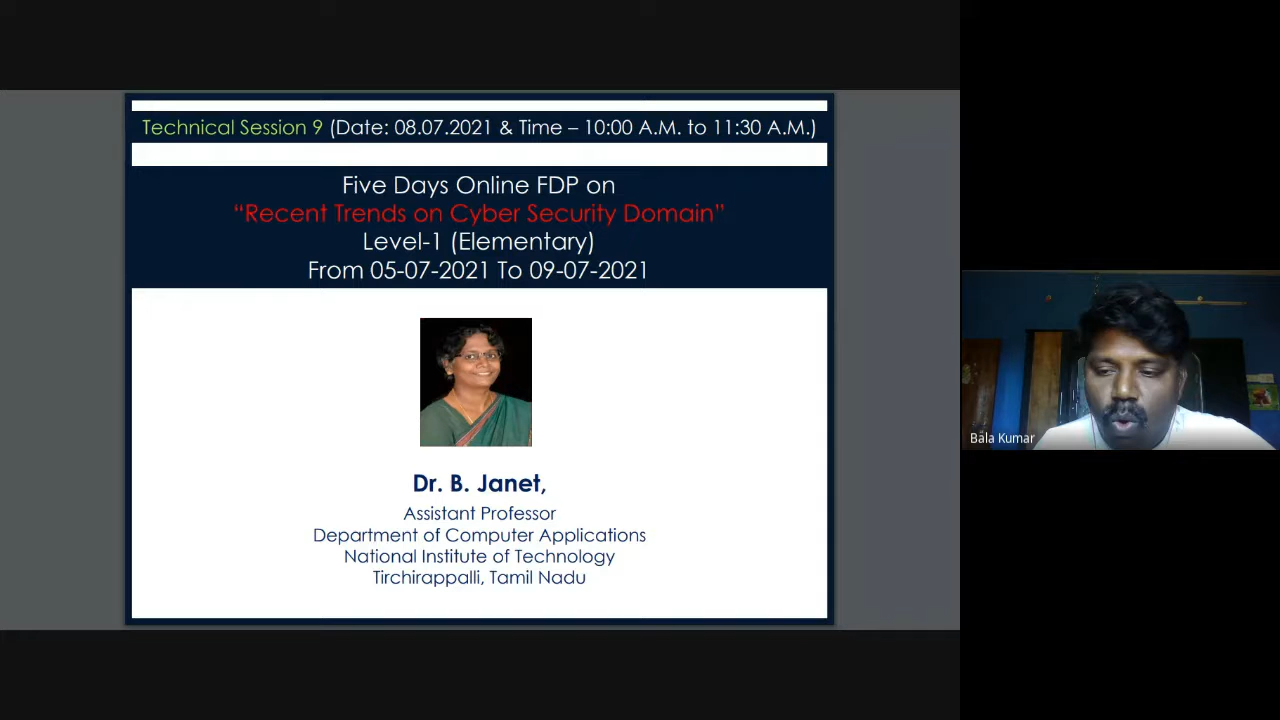 Technical Session 9 (Date: 08.07.2021 & Time – 10:00 A.M. to 11:30 A.M.)
Five Days Online FDP on
“Recent Trends on Cyber Security Domain”
Level-1 (Elementary)
From 05-07-2021 To 09-07-2021
Dr. B. Janet,
Assistant Professor
Department of Computer Applications
National Institute of Technology
Tirchirappalli, Tamil Nadu
Bala Kumar